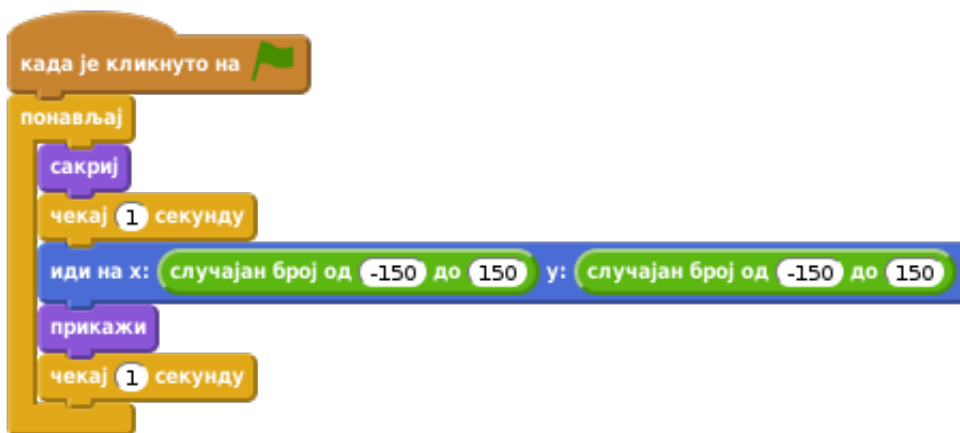 када је кликнуто на
понављај
сакриј
чекај 1 секунду
иди на x: случајан број од -150 до 150 y: случајан број од -150 до 150
прикажи
чекај 1 секунду